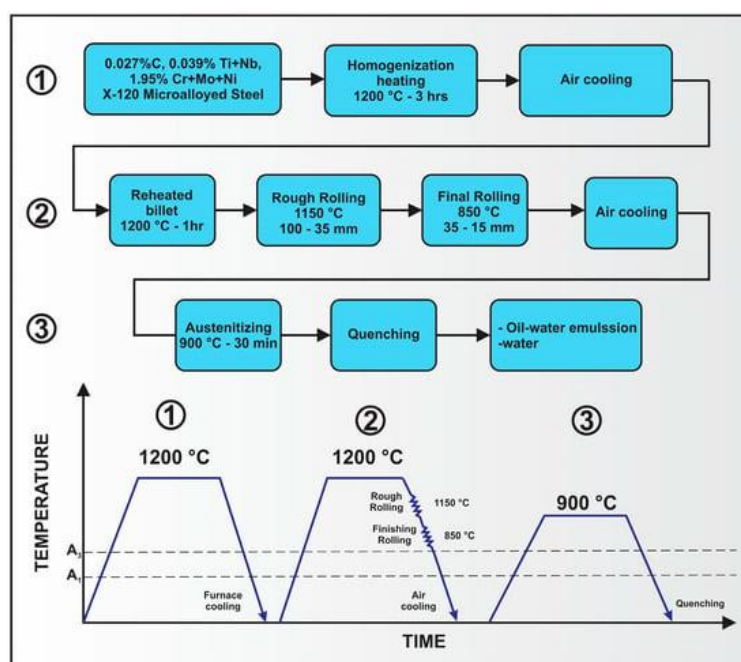 ①
0.027%C, 0.039% Ti+Nb,
1.95% Cr+Mo+Ni
X-120 Microalloyed Steel
Homogenization
heating
1200 °C - 3 hrs
Air cooling
②
Reheated
billet
1200 °C - 1hr
Rough Rolling
1150 °C
100 - 35 mm
Final Rolling
850 °C
35 - 15 mm
Air cooling
③
Austenitizing
900 °C - 30 min
Quenching
- Oil-water emulssion
-water
TEMPERATURE
①
1200 °C
②
1200 °C
③
900 °C
Rough
Rolling
1150 °C
Finishing
Rolling
850 °C
A₃
A₁
Furnace
cooling
Air
cooling
Quenching
TIME